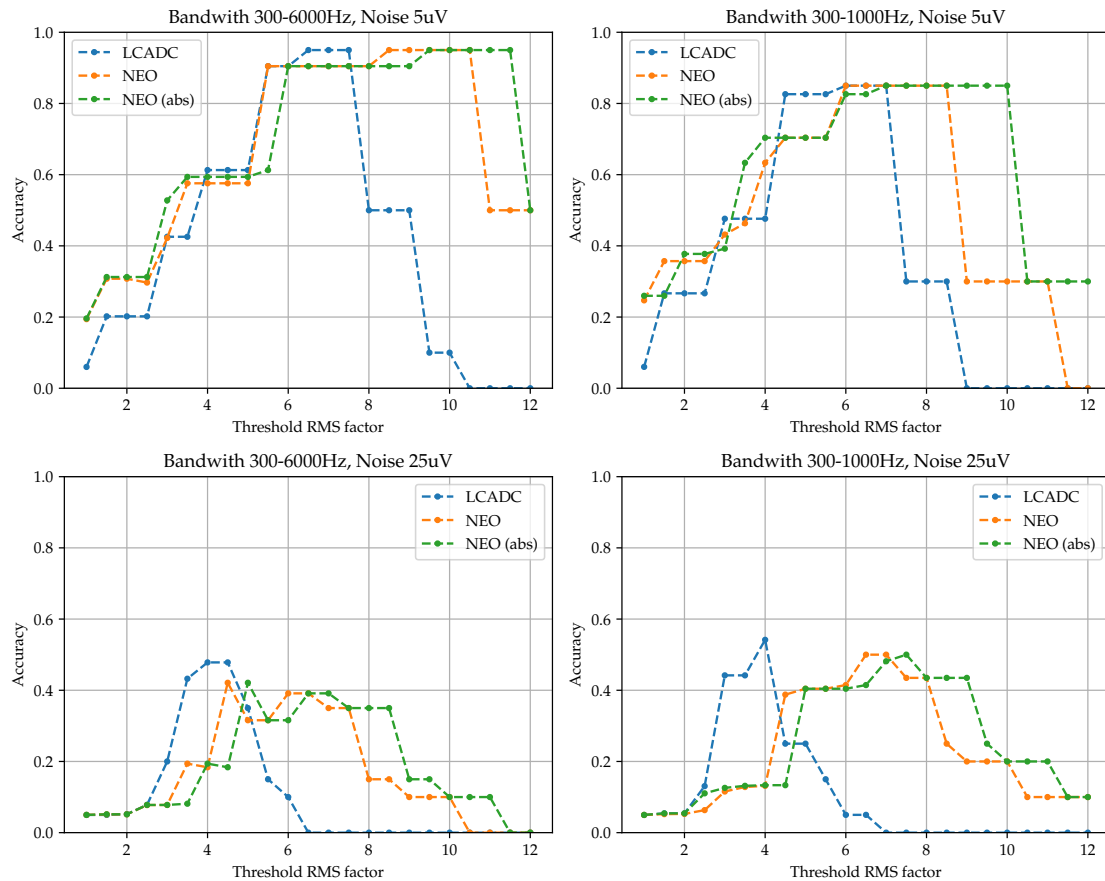 Bandwith 300-6000Hz, Noise 5uV
1.0
0.8
0.6
0.4
0.2
0.0
Accuracy
LCADC
NEO
NEO (abs)
2 4 6 8 10 12
Threshold RMS factor
Bandwith 300-1000Hz, Noise 5uV
1.0
0.8
0.6
0.4
0.2
0.0
Accuracy
LCADC
NEO
NEO (abs)
2 4 6 8 10 12
Threshold RMS factor
Bandwith 300-6000Hz, Noise 25uV
1.0
0.8
0.6
0.4
0.2
0.0
Accuracy
LCADC
NEO
NEO (abs)
2 4 6 8 10 12
Threshold RMS factor
Bandwith 300-1000Hz, Noise 25uV
1.0
0.8
0.6
0.4
0.2
0.0
Accuracy
LCADC
NEO
NEO (abs)
2 4 6 8 10 12
Threshold RMS factor